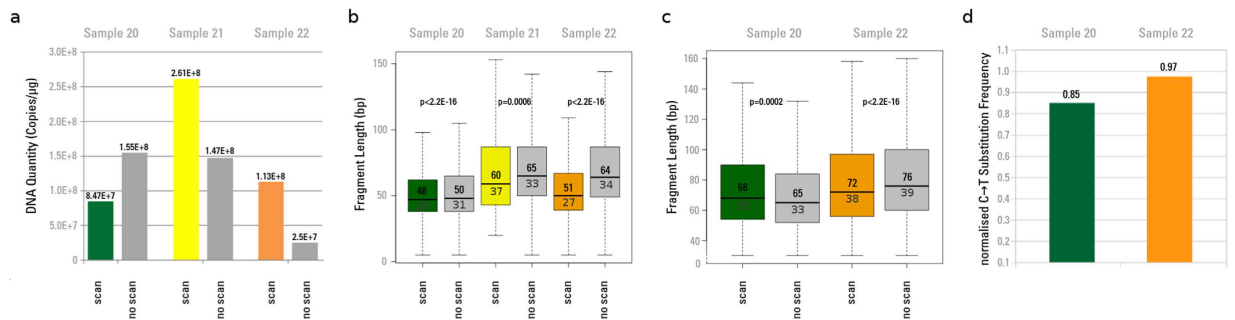 a
Sample 20 Sample 21 Sample 22
DNA Quantity (Copies/µg)
3.0E+8
2.5E+8
2.0E+8
1.5E+8
1.0E+8
5.0E+7
0
8.47E+7
1.55E+8
2.61E+8
1.47E+8
1.13E+8
2.5E+7
scan
no scan
scan
no scan
scan
no scan
b
Sample 20 Sample 21 Sample 22
Fragment Length (bp)
150
100
50
0
p<2.2E-16 p=0.0006 p<2.2E-16
48
50
31
60
37
65
33
51
27
64
34
scan
no scan
scan
no scan
scan
no scan
c
Sample 20 Sample 22
Fragment Length (bp)
160
140
120
100
80
60
40
0
p=0.0002 p<2.2E-16
68
65
33
72
38
76
39
scan
no scan
scan
no scan
d
Sample 20 Sample 22
normalised C→T Substitution Frequency
1.1
1.0
0.9
0.8
0.7
0.6
0.5
0.4
0.3
0.2
0.1
0.85
0.97
scan
scan